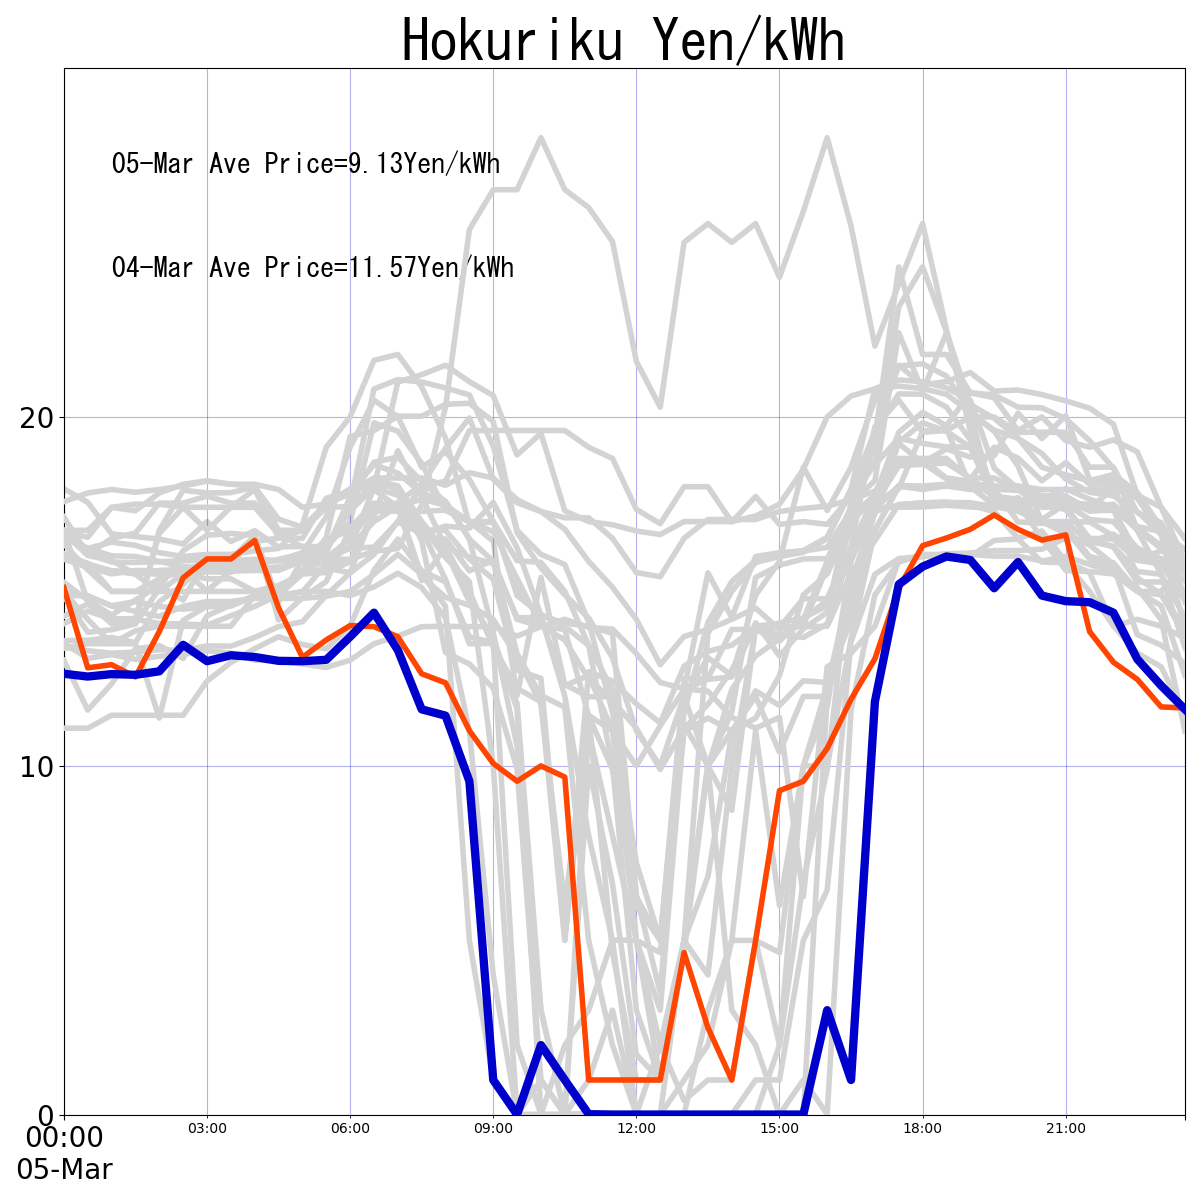 Hokuriku Yen/kWh
05-Mar Ave Price=9.13Yen/kWh
04-Mar Ave Price=11.57Yen/kWh
20
10
0
00:00 03:00 06:00 09:00 12:00 15:00 18:00 21:00
05-Mar